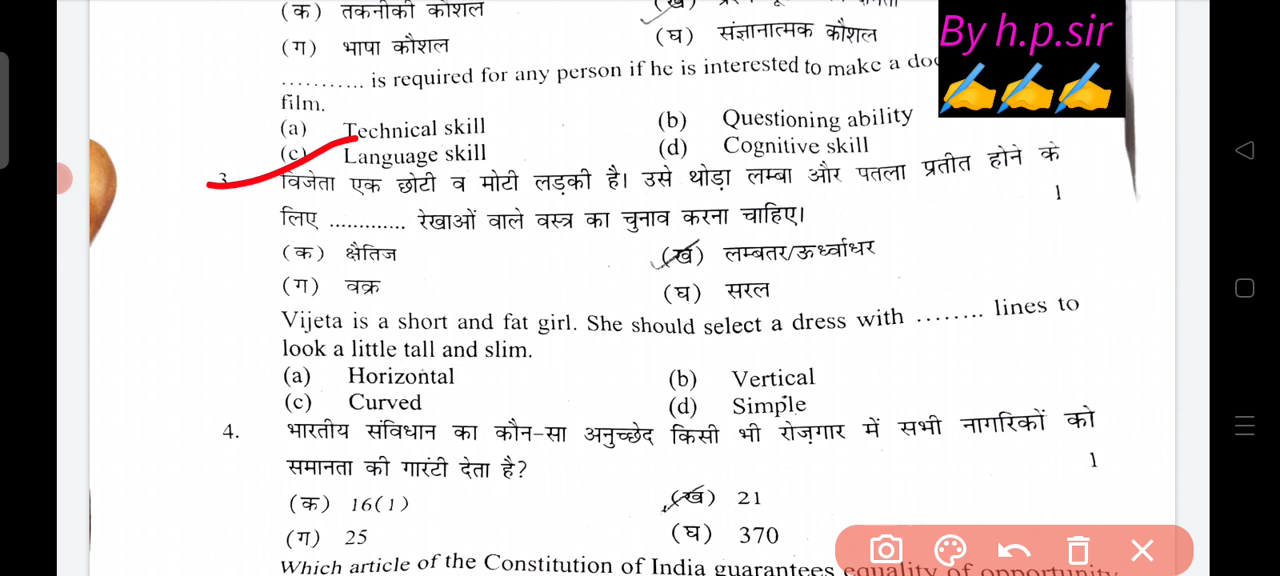 (क) तकनीकी कौशल
(ग) भाषा कौशल (घ) संज्ञानात्मक कौशल
By h.p.sir
........... is required for any person if he is interested to make a
film.
(a) Technical skill (b) Questioning ability
(c) Language skill (d) Cognitive skill
3 विजेता एक छोटी व मोटी लड़की है। उसे थोड़ा लम्बा और पतला प्रतीत होने के
लिए ............. रेखाओं वाले वस्त्र का चुनाव करना चाहिए। 1
(क) क्षैतिज (ख) लम्बतर/ऊर्ध्वाधर
(ग) वक्र (घ) सरल
Vijeta is a short and fat girl. She should select a dress with ........ lines to
look a little tall and slim.
(a) Horizontal (b) Vertical
(c) Curved (d) Simple
4. भारतीय संविधान का कौन-सा अनुच्छेद किसी भी रोज़गार में सभी नागरिकों को
समानता की गारंटी देता है? 1
(क) 16(1) (ख) 21
(ग) 25 (घ) 370
Which article of the Constitution of India guarantees equality of opportunity